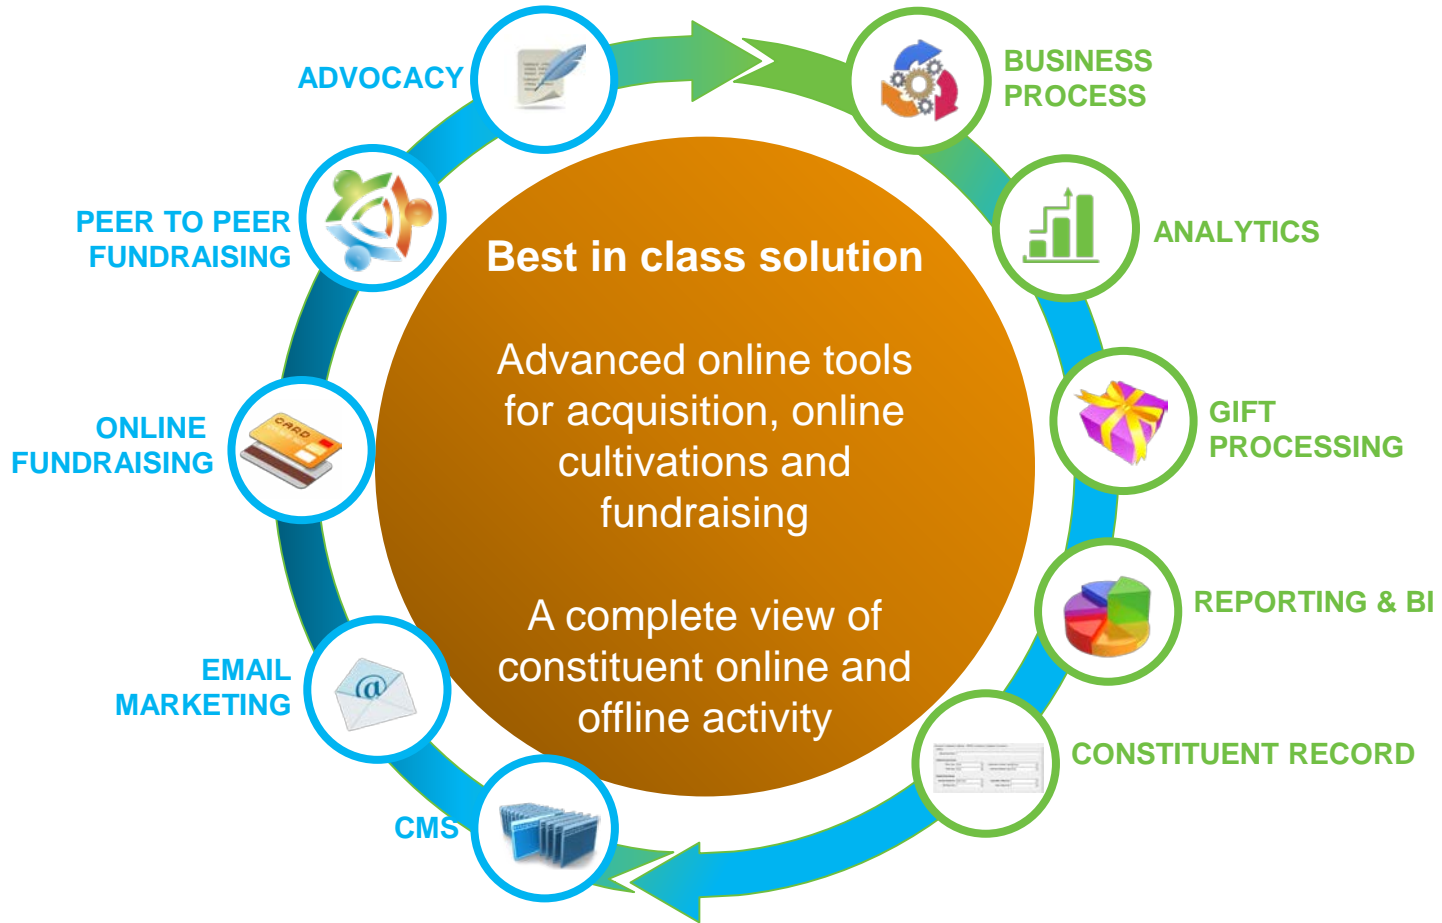 ADVOCACY
BUSINESS
PROCESS
PEER TO PEER
FUNDRAISING
ANALYTICS
Best in class solution
Advanced online tools
for acquisition, online
cultivations and
fundraising
A complete view of
constituent online and
offline activity
ONLINE
FUNDRAISING
CARD
GIFT
PROCESSING
REPORTING & BI
EMAIL
MARKETING
@
CONSTITUENT RECORD
CMS